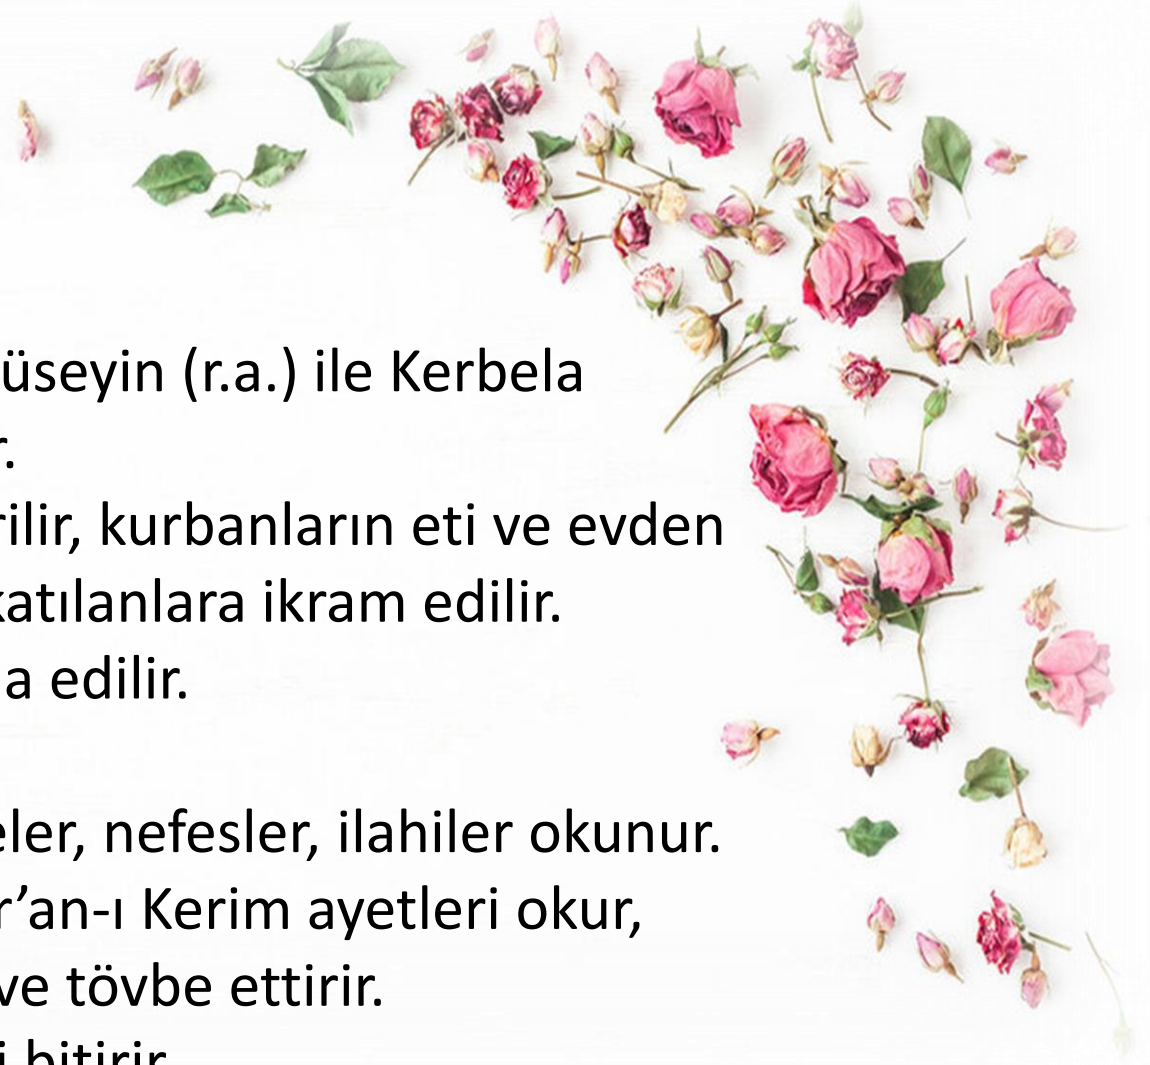 üseyin (r.a.) ile Kerbela
r.
rilir, kurbanların eti ve evden
katılanlara ikram edilir.
a edilir.
eler, nefesler, ilahiler okunur.
r’an-ı Kerim ayetleri okur,
ve tövbe ettirir.
i bitirir